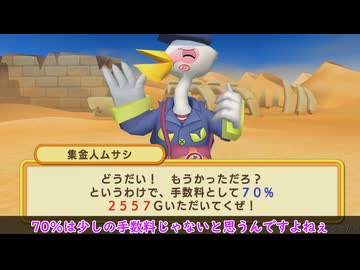 集金人ムサシ
どうだい！　もうかっただろ？
というわけで、手数料として７０％
２５５７Gいただいてくぜ！
70％は少しの手数料じゃないと思うんですよねぇ